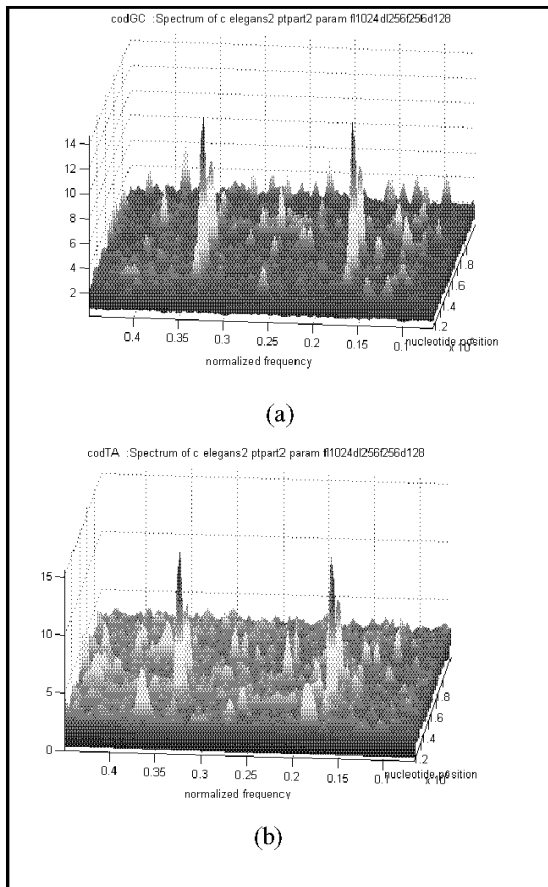 codGC :Spectrum of c elegans2 ptpart2 param fl1024dl256f256d128
14
12
10
8
6
4
2
0.4 0.35 0.3 0.25 0.2 0.15 0.1
normalized frequency
1.8
1.6
1.4
1.2
nucleotide position
(a)
codTA :Spectrum of c elegans2 ptpart2 param fl1024dl256f256d128
15
10
5
0
0.4 0.35 0.3 0.25 0.2 0.15 0.1
normalized frequency
1.8
1.6
1.4
1.2
nucleotide position
(b)